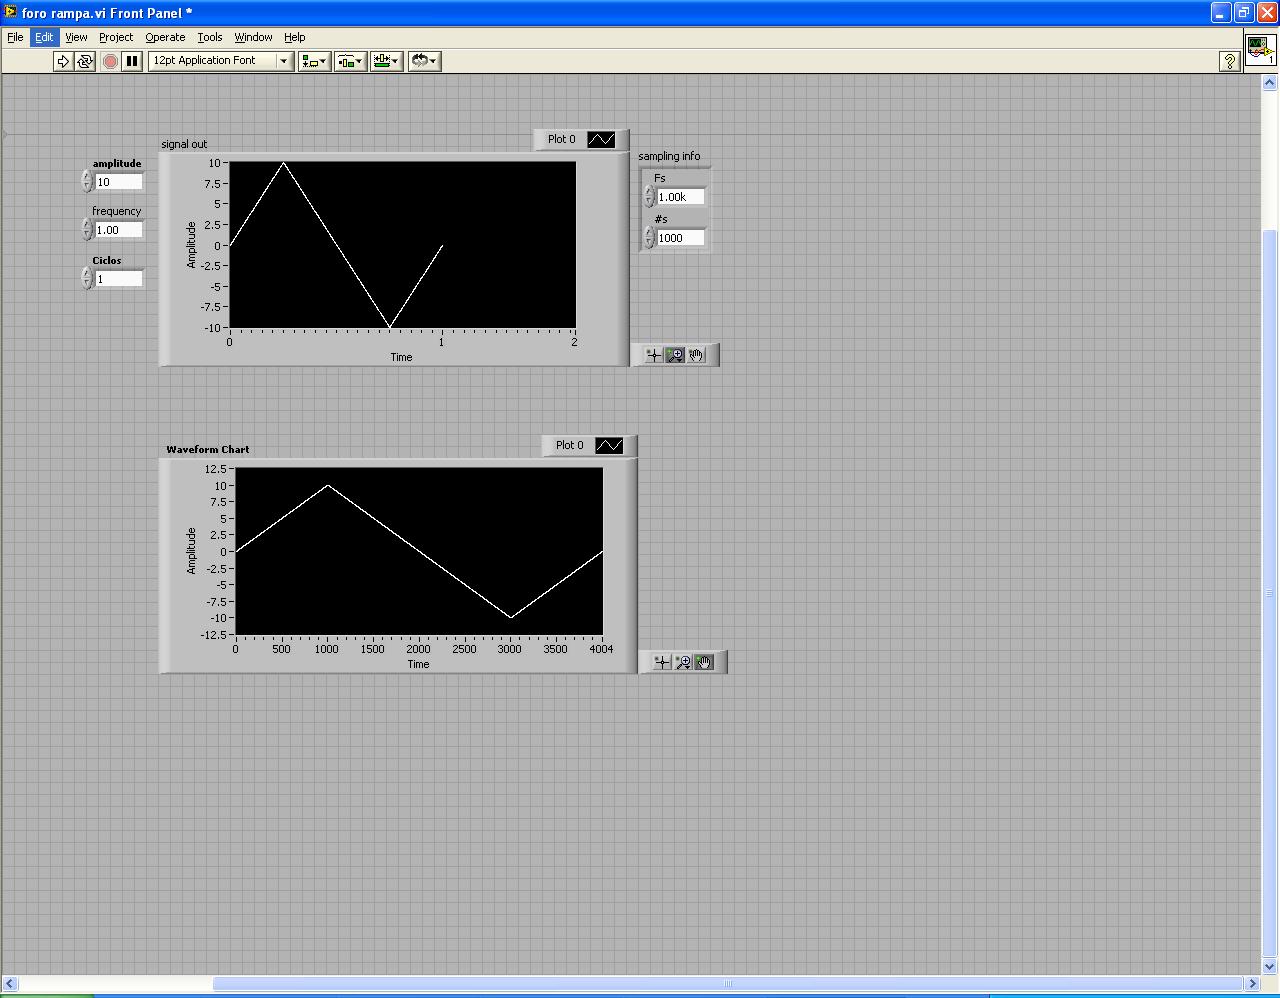 foro rampa.vi Front Panel *
File Edit View Project Operate Tools Window Help
12pt Application Font
?
1
signal out
Plot 0
amplitude
10
frequency
1.00
Ciclos
1
10
7.5
5
2.5
0
-2.5
-5
-7.5
-10
Amplitude
0 1 2
Time
sampling info
Fs
1.00k
#s
1000
Waveform Chart
Plot 0
12.5
10
7.5
5
2.5
0
-2.5
-5
-7.5
-10
-12.5
Amplitude
0 500 1000 1500 2000 2500 3000 3500 4004
Time